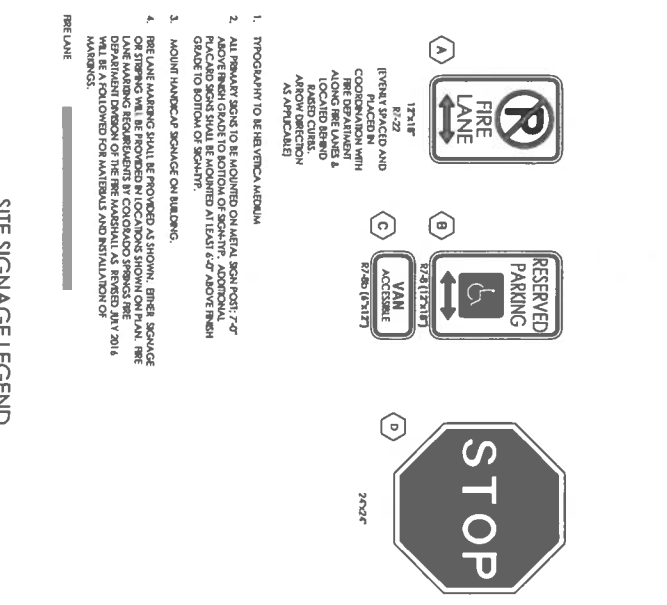 A
P
FIRE
LANE
12"x18"
R7-22
(EVENLY SPACED AND
PLACED IN
COORDINATION WITH
FIRE DEPARTMENT
ALONG FIRE LANES &
LOCATED BEHIND
RAISED CURBS.
ARROW DIRECTION
AS APPLICABLE)
B
RESERVED
PARKING
R7-8 (12"x18")
C
VAN
ACCESSIBLE
R7-8b (6"x12")
D
STOP
24"x24"
1. TYPOGRAPHY TO BE HELVETICA MEDIUM
2. ALL PRIMARY SIGNS TO BE MOUNTED ON METAL SIGN POST; 7'-0"
ABOVE FINISH GRADE TO BOTTOM OF SIGN-TYP. ADDITIONAL
PLACARD SIGNS SHALL BE MOUNTED AT LEAST 6'-0" ABOVE FINISH
GRADE TO BOTTOM OF SIGN-TYP.
3. MOUNT HANDICAP SIGNAGE ON BUILDING.
4. FIRE LANE MARKING SHALL BE PROVIDED AS SHOWN. EITHER SIGNAGE
OR STRIPING WILL BE PROVIDED IN LOCATIONS SHOWN ON PLAN. FIRE
LANE MARKING REQUIREMENTS BY COLORADO SPRINGS FIRE
DEPARTMENT DIVISION OF THE FIRE MARSHALL AS REVISED JULY 2016
WILL BE A FOLLOWED FOR MATERIALS AND INSTALLATION OF
MARKINGS.
FIRE LANE
SITE SIGNAGE LEGEND